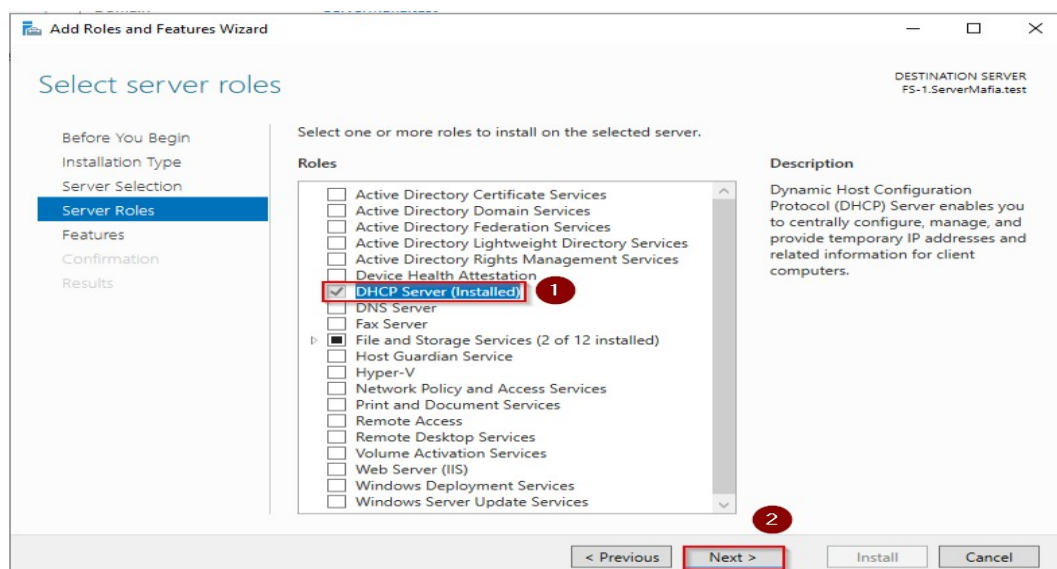 Add Roles and Features Wizard
Select server roles
DESTINATION SERVER
FS-1.ServerMafia.test
Before You Begin
Installation Type
Server Selection
Server Roles
Features
Confirmation
Results
Select one or more roles to install on the selected server.
Roles
Active Directory Certificate Services
Active Directory Domain Services
Active Directory Federation Services
Active Directory Lightweight Directory Services
Active Directory Rights Management Services
Device Health Attestation
DHCP Server (Installed)
1
DNS Server
Fax Server
File and Storage Services (2 of 12 installed)
Host Guardian Service
Hyper-V
Network Policy and Access Services
Print and Document Services
Remote Access
Remote Desktop Services
Volume Activation Services
Web Server (IIS)
Windows Deployment Services
Windows Server Update Services
Description
Dynamic Host Configuration
Protocol (DHCP) Server enables you
to centrally configure, manage, and
provide temporary IP addresses and
related information for client
computers.
2
< Previous
Next >
Install
Cancel